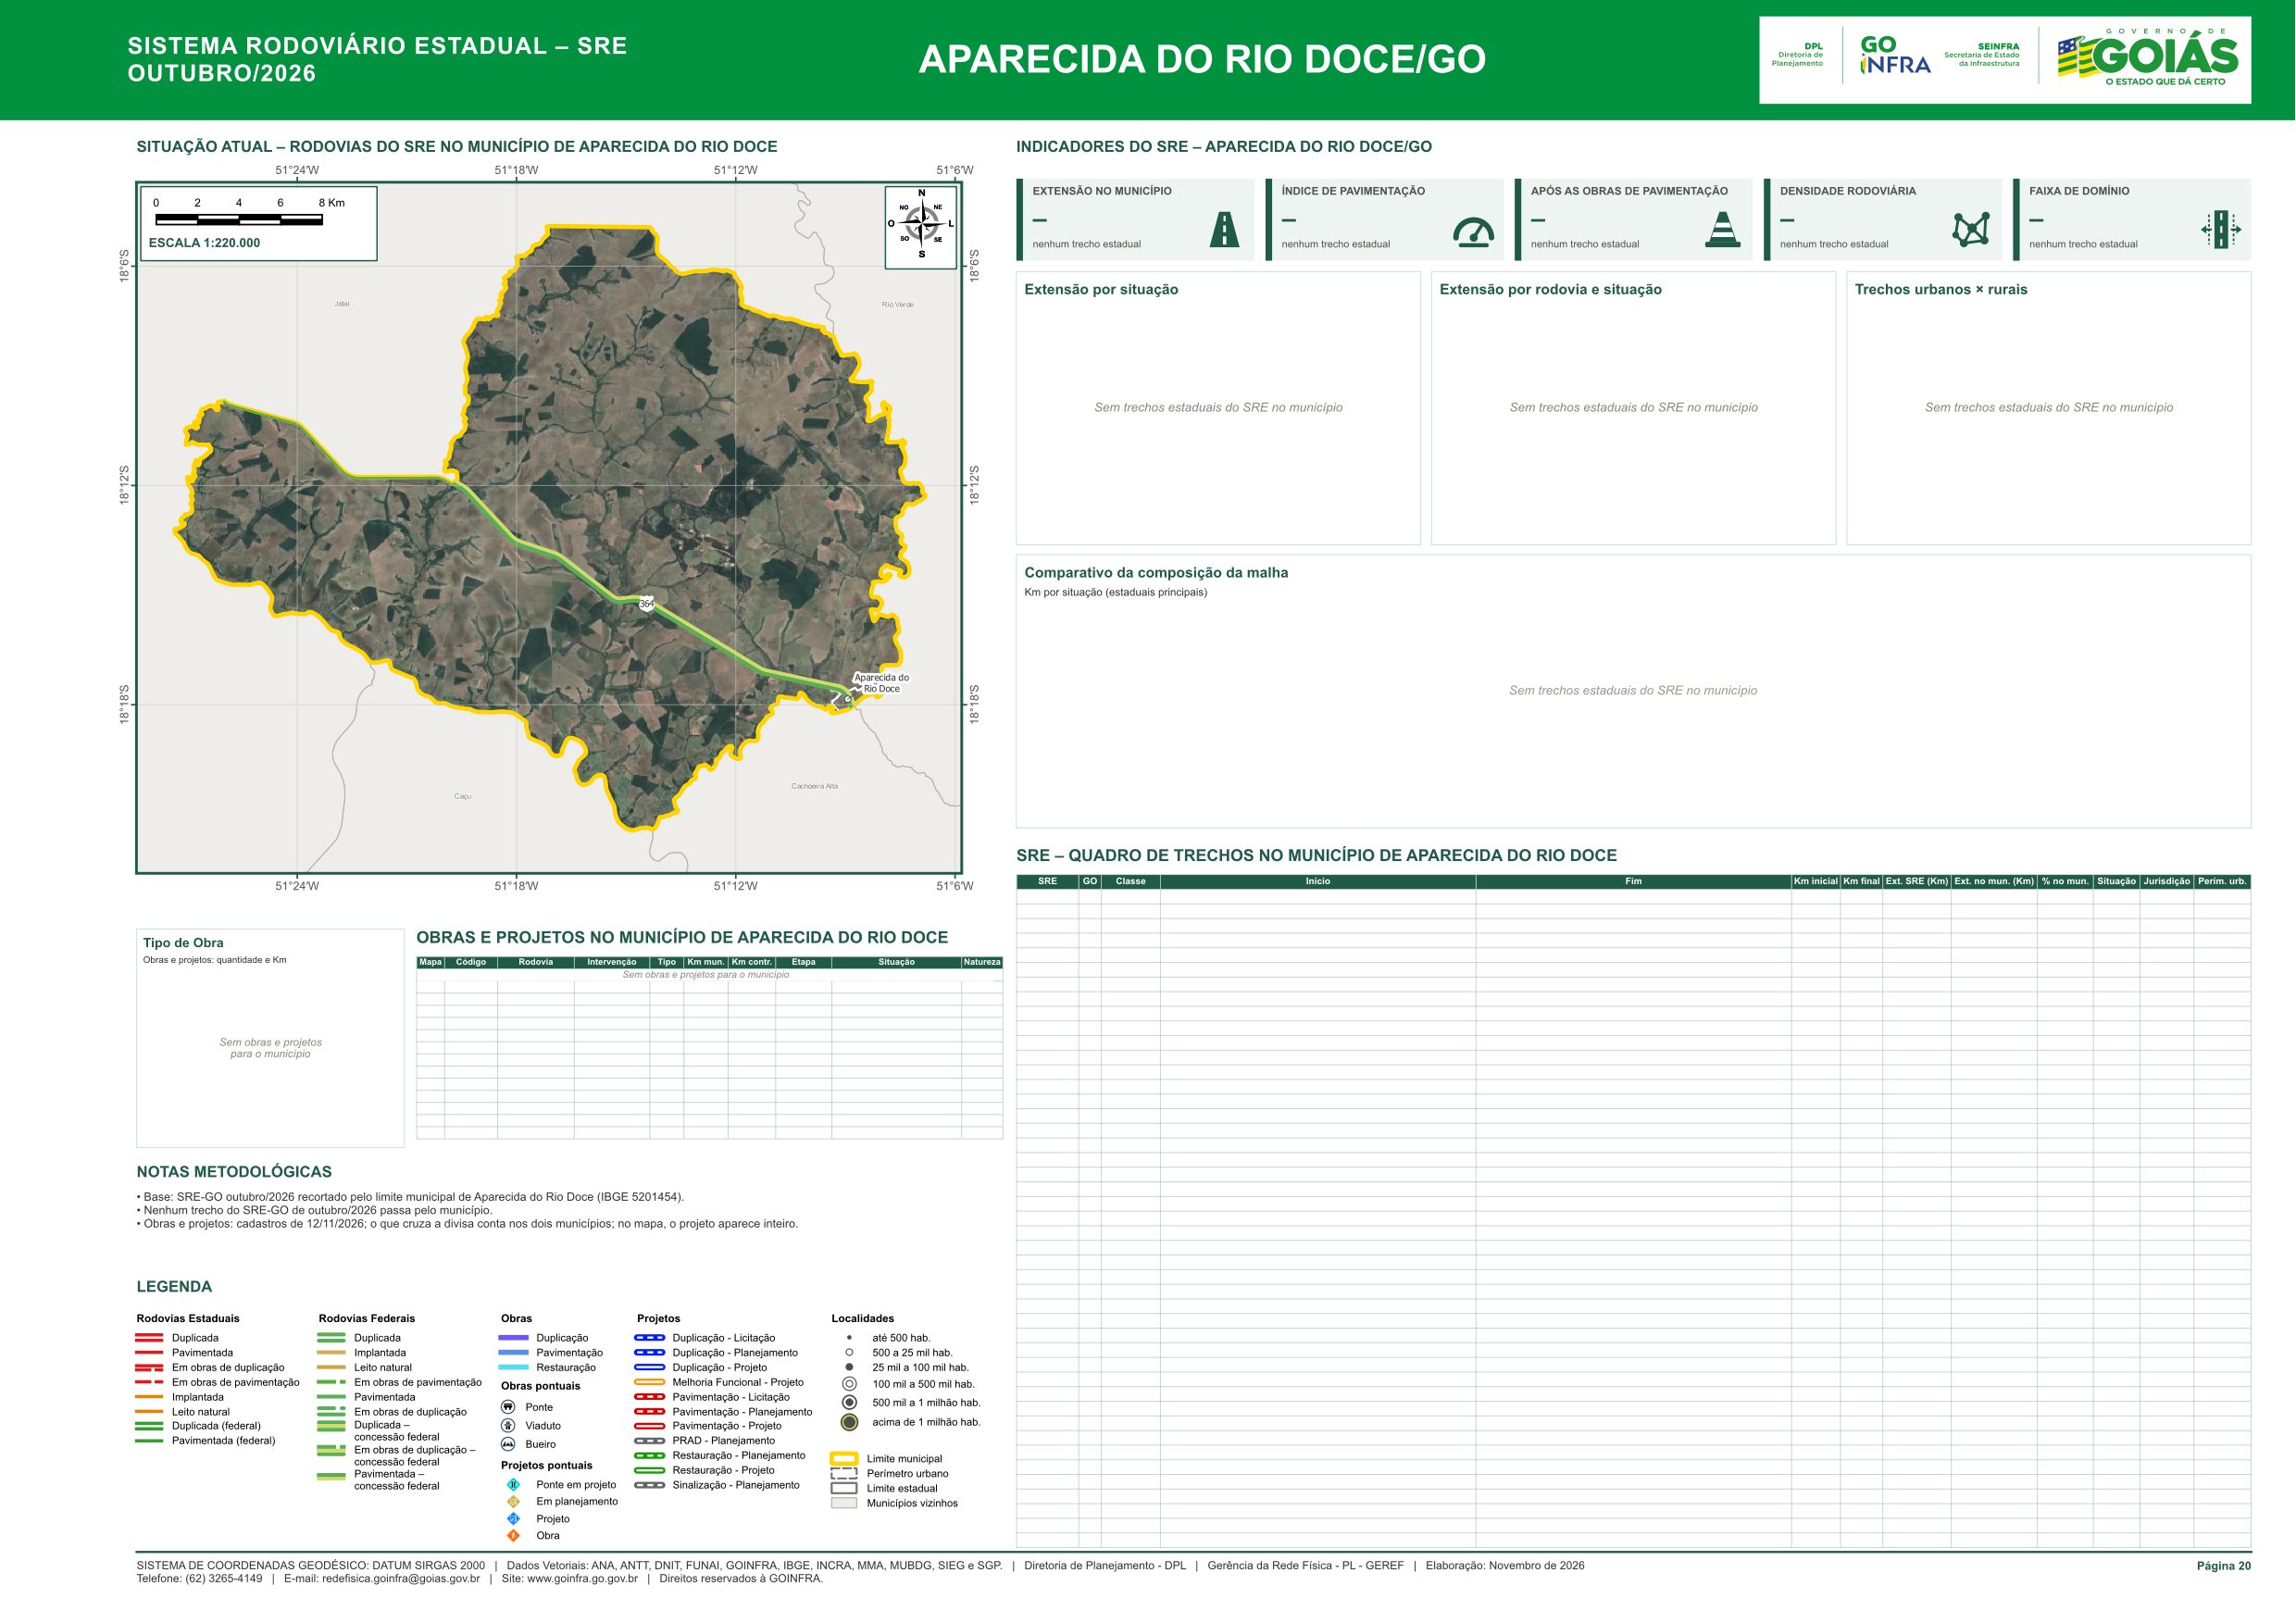 SISTEMA RODOVIÁRIO ESTADUAL – SRE
OUTUBRO/2026
APARECIDA DO RIO DOCE/GO
DPL
Diretoria de
Planejamento
GO
iNFRA
SEINFRA
Secretaria de Estado
da Infraestrutura
GOVERNO DE
GOIÁS
O ESTADO QUE DÁ CERTO
SITUAÇÃO ATUAL – RODOVIAS DO SRE NO MUNICÍPIO DE APARECIDA DO RIO DOCE
51°24'W 51°18'W 51°12'W 51°6'W
0 2 4 6 8 Km
ESCALA 1:220.000
N
NO NE
O L
SO SE
S
18°6'S 18°6'S
Jataí
Rio Verde
18°12'S 18°12'S
364
Aparecida do
Rio Doce
18°18'S 18°18'S
Cachoeira Alta
Caçu
51°24'W 51°18'W 51°12'W 51°6'W
INDICADORES DO SRE – APARECIDA DO RIO DOCE/GO
EXTENSÃO NO MUNICÍPIO
–
nenhum trecho estadual
ÍNDICE DE PAVIMENTAÇÃO
–
nenhum trecho estadual
APÓS AS OBRAS DE PAVIMENTAÇÃO
–
nenhum trecho estadual
DENSIDADE RODOVIÁRIA
–
nenhum trecho estadual
FAIXA DE DOMÍNIO
–
nenhum trecho estadual
Extensão por situação
Sem trechos estaduais do SRE no município
Extensão por rodovia e situação
Sem trechos estaduais do SRE no município
Trechos urbanos × rurais
Sem trechos estaduais do SRE no município
Comparativo da composição da malha
Km por situação (estaduais principais)
Sem trechos estaduais do SRE no município
SRE – QUADRO DE TRECHOS NO MUNICÍPIO DE APARECIDA DO RIO DOCE
SRE GO Classe Início Fim Km inicial Km final Ext. SRE (Km) Ext. no mun. (Km) % no mun. Situação Jurisdição Perím. urb.
Tipo de Obra
Obras e projetos: quantidade e Km
Sem obras e projetos
para o município
OBRAS E PROJETOS NO MUNICÍPIO DE APARECIDA DO RIO DOCE
Mapa Código Rodovia Intervenção Tipo Km mun. Km contr. Etapa Situação Natureza
Sem obras e projetos para o município
NOTAS METODOLÓGICAS
• Base: SRE-GO outubro/2026 recortado pelo limite municipal de Aparecida do Rio Doce (IBGE 5201454).
• Nenhum trecho do SRE-GO de outubro/2026 passa pelo município.
• Obras e projetos: cadastros de 12/11/2026; o que cruza a divisa conta nos dois municípios; no mapa, o projeto aparece inteiro.
LEGENDA
Rodovias Estaduais
Duplicada
Pavimentada
Em obras de duplicação
Em obras de pavimentação
Implantada
Leito natural
Duplicada (federal)
Pavimentada (federal)
Rodovias Federais
Duplicada
Implantada
Leito natural
Em obras de pavimentação
Pavimentada
Em obras de duplicação
Duplicada –
concessão federal
Em obras de duplicação –
concessão federal
Pavimentada –
concessão federal
Obras
Duplicação
Pavimentação
Restauração
Obras pontuais
Ponte
Viaduto
Bueiro
Projetos pontuais
Ponte em projeto
Em planejamento
Projeto
Obra
Projetos
Duplicação - Licitação
Duplicação - Planejamento
Duplicação - Projeto
Melhoria Funcional - Projeto
Pavimentação - Licitação
Pavimentação - Planejamento
Pavimentação - Projeto
PRAD - Planejamento
Restauração - Planejamento
Restauração - Projeto
Sinalização - Planejamento
Localidades
até 500 hab.
500 a 25 mil hab.
25 mil a 100 mil hab.
100 mil a 500 mil hab.
500 mil a 1 milhão hab.
acima de 1 milhão hab.
Limite municipal
Perímetro urbano
Limite estadual
Municípios vizinhos
SISTEMA DE COORDENADAS GEODÉSICO: DATUM SIRGAS 2000 | Dados Vetoriais: ANA, ANTT, DNIT, FUNAI, GOINFRA, IBGE, INCRA, MMA, MUBDG, SIEG e SGP. | Diretoria de Planejamento - DPL | Gerência da Rede Física - PL - GEREF | Elaboração: Novembro de 2026
Página 20
Telefone: (62) 3265-4149 | E-mail: redefisica.goinfra@goias.gov.br | Site: www.goinfra.go.gov.br | Direitos reservados à GOINFRA.